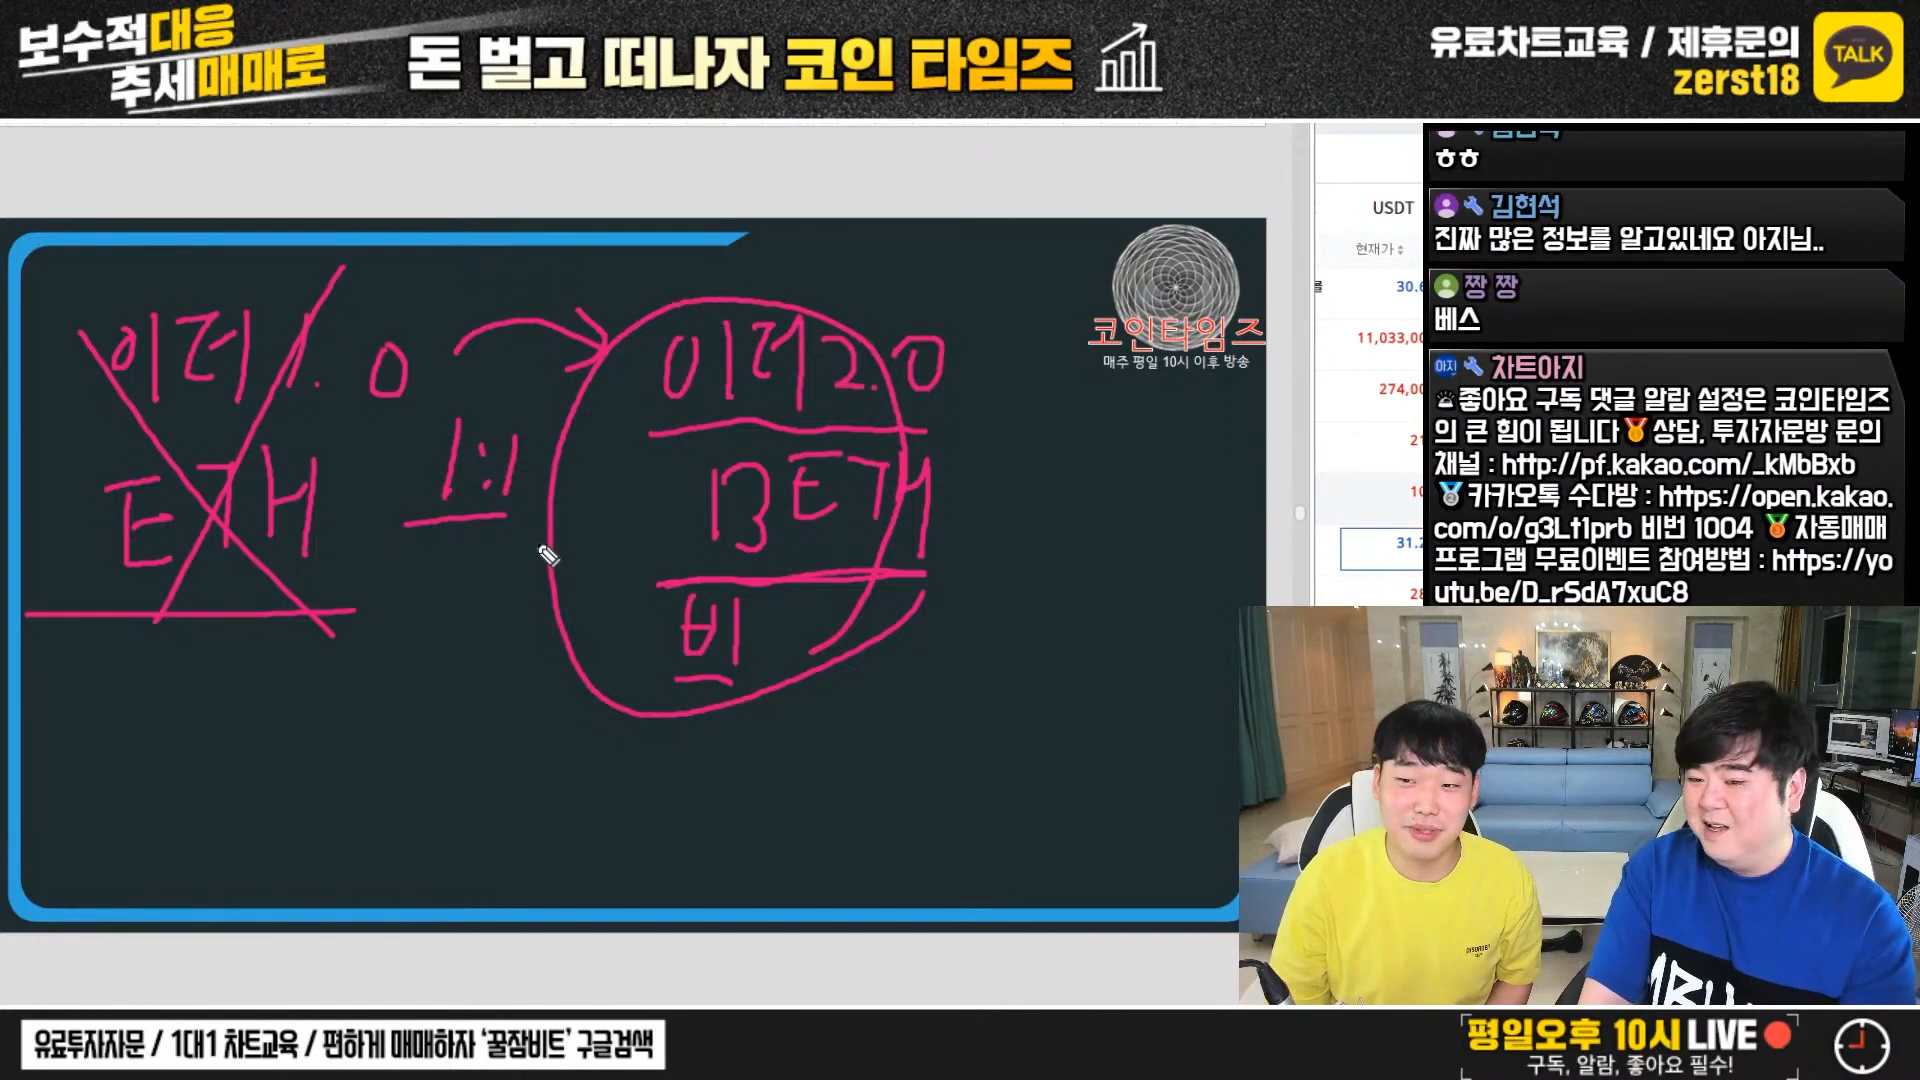 보수적대응
추세매매로
돈 벌고 떠나자 코인 타임즈
유료차트교육 / 제휴문의
zerst18
TALK
이더 1.0
ETH
1:1
이더 2.0
BETH
비
코인타임즈
매주 평일 10시 이후 방송
USDT
현재가
11,033,00
274,00
31.2
ㅎㅎ
김현석
진짜 많은 정보를 알고있네요 아지님..
짱 짱
베스
아지 차트아지
좋아요 구독 댓글 알람 설정은 코인타임즈
의 큰 힘이 됩니다 상담, 투자자문방 문의
채널 : http://pf.kakao.com/_kMbBxb
카카오톡 수다방 : https://open.kakao.
com/o/g3Lt1prb 비번 1004 자동매매
프로그램 무료이벤트 참여방법 : https://yo
utu.be/D_rSdA7xuC8
유료투자자문 / 1대1 차트교육 / 편하게 매매하자 '꿀잠비트' 구글검색
평일오후 10시 LIVE
구독, 알람, 좋아요 필수!